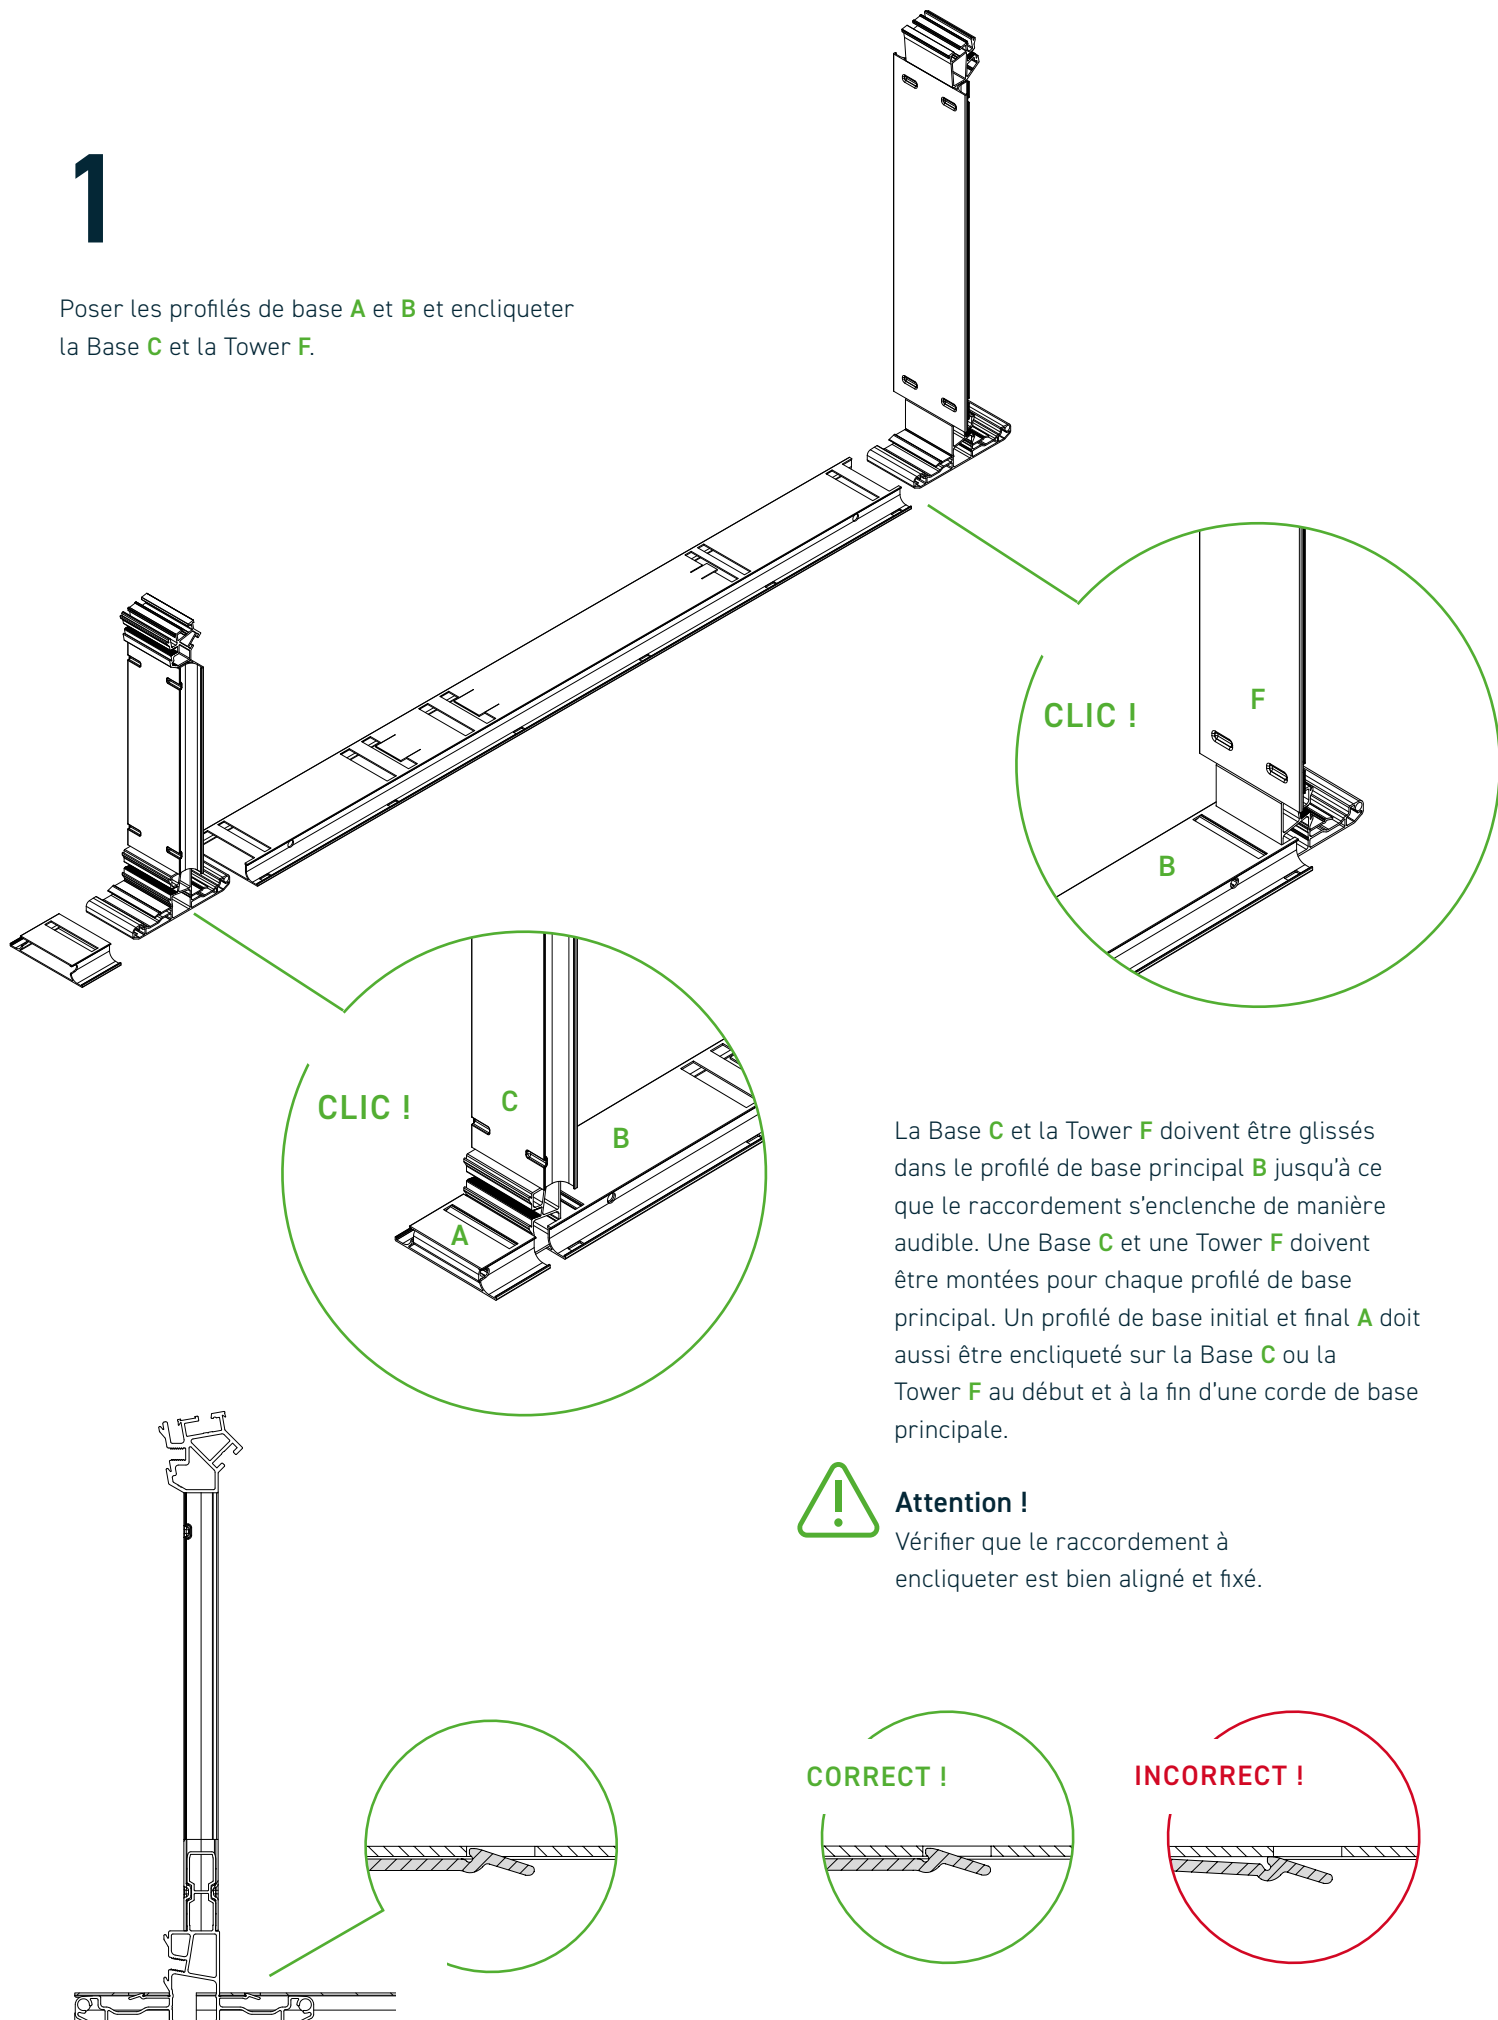 1
Poser les profilés de base A et B et encliqueter
la Base C et la Tower F.
CLIC !
F
B
CLIC !
C
B
A
La Base C et la Tower F doivent être glissés
dans le profilé de base principal B jusqu'à ce
que le raccordement s'enclenche de manière
audible. Une Base C et une Tower F doivent
être montées pour chaque profilé de base
principal. Un profilé de base initial et final A doit
aussi être encliqueté sur la Base C ou la
Tower F au début et à la fin d'une corde de base
principale.
Attention !
Vérifier que le raccordement à
encliqueter est bien aligné et fixé.
CORRECT !
INCORRECT !